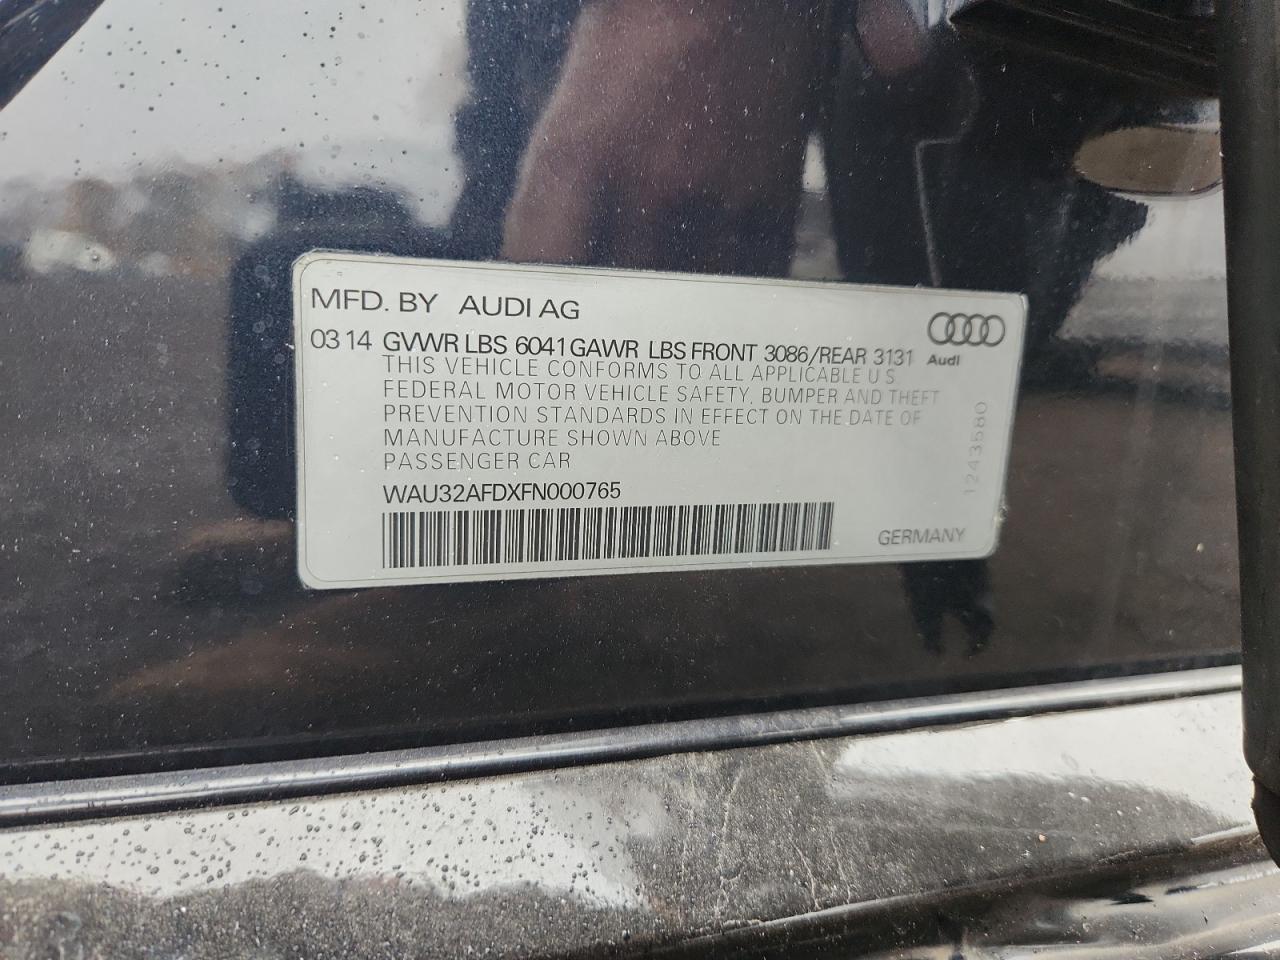 MFD. BY AUDI AG
0314 GVWR LBS 6041 GAWR LBS FRONT 3086/REAR 3131
Audi
THIS VEHICLE CONFORMS TO ALL APPLICABLE U S
FEDERAL MOTOR VEHICLE SAFETY, BUMPER AND THEFT
PREVENTION STANDARDS IN EFFECT ON THE DATE OF
MANUFACTURE SHOWN ABOVE
PASSENGER CAR
WAU32AFDXFN000765
1243580
GERMANY